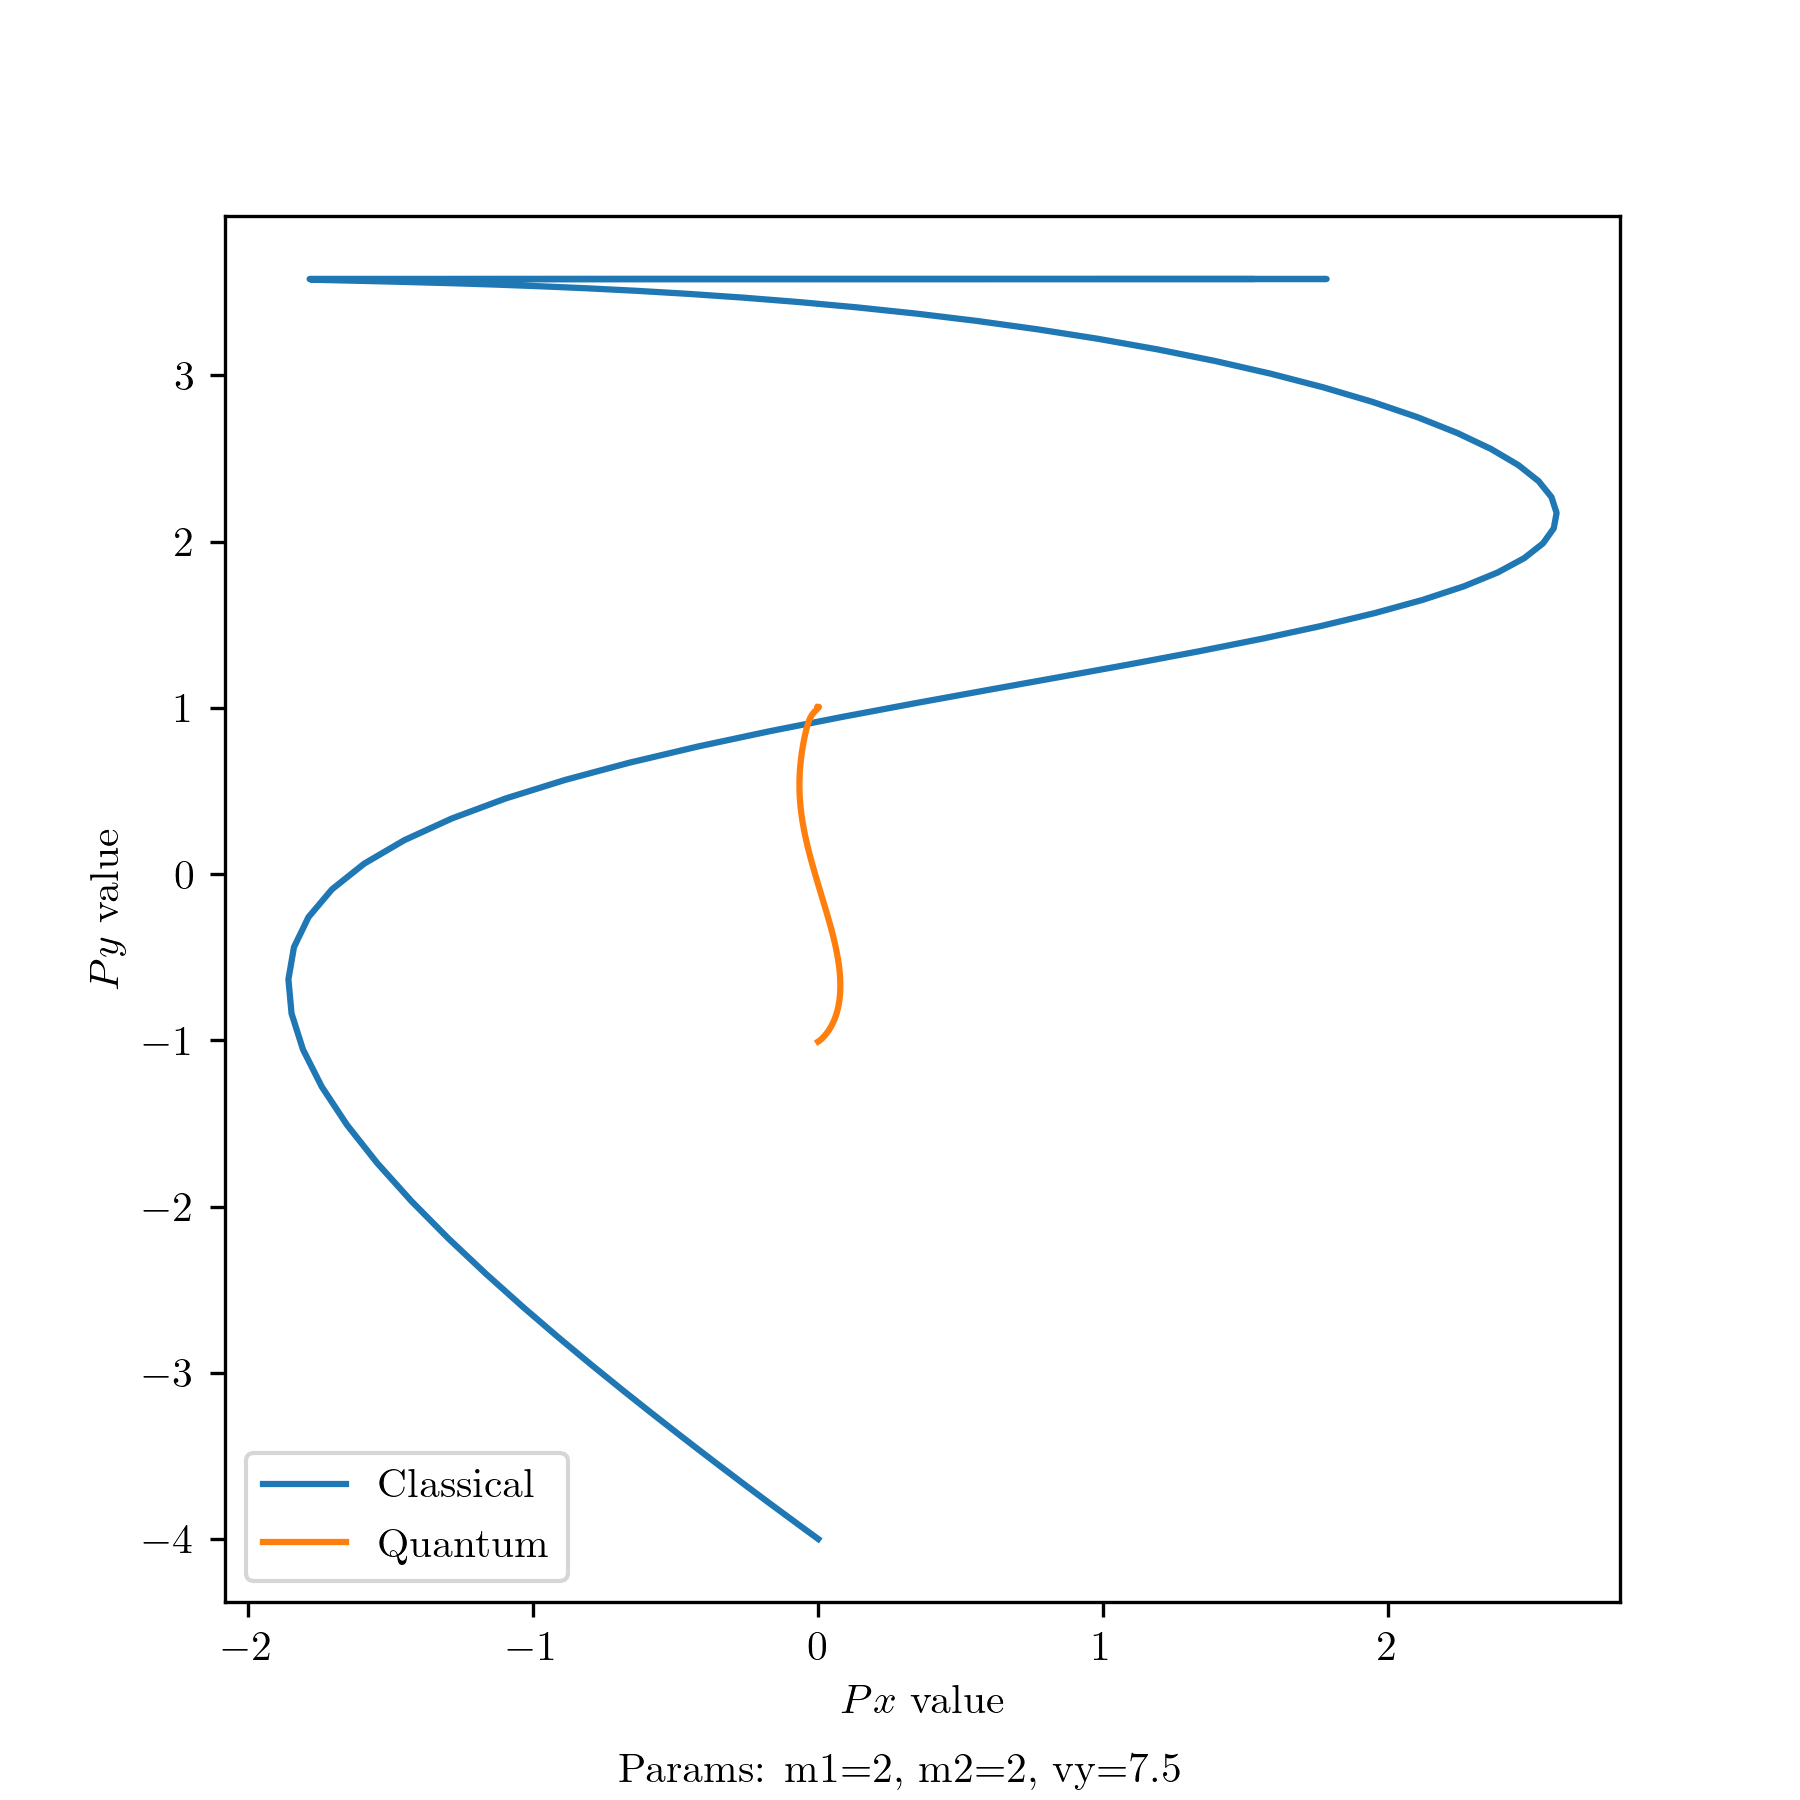 3
2
1
0
−1
−2
−3
−4
Py value
Classical
Quantum
−2 −1 0 1 2
Px value
Params: m1=2, m2=2, vy=7.5